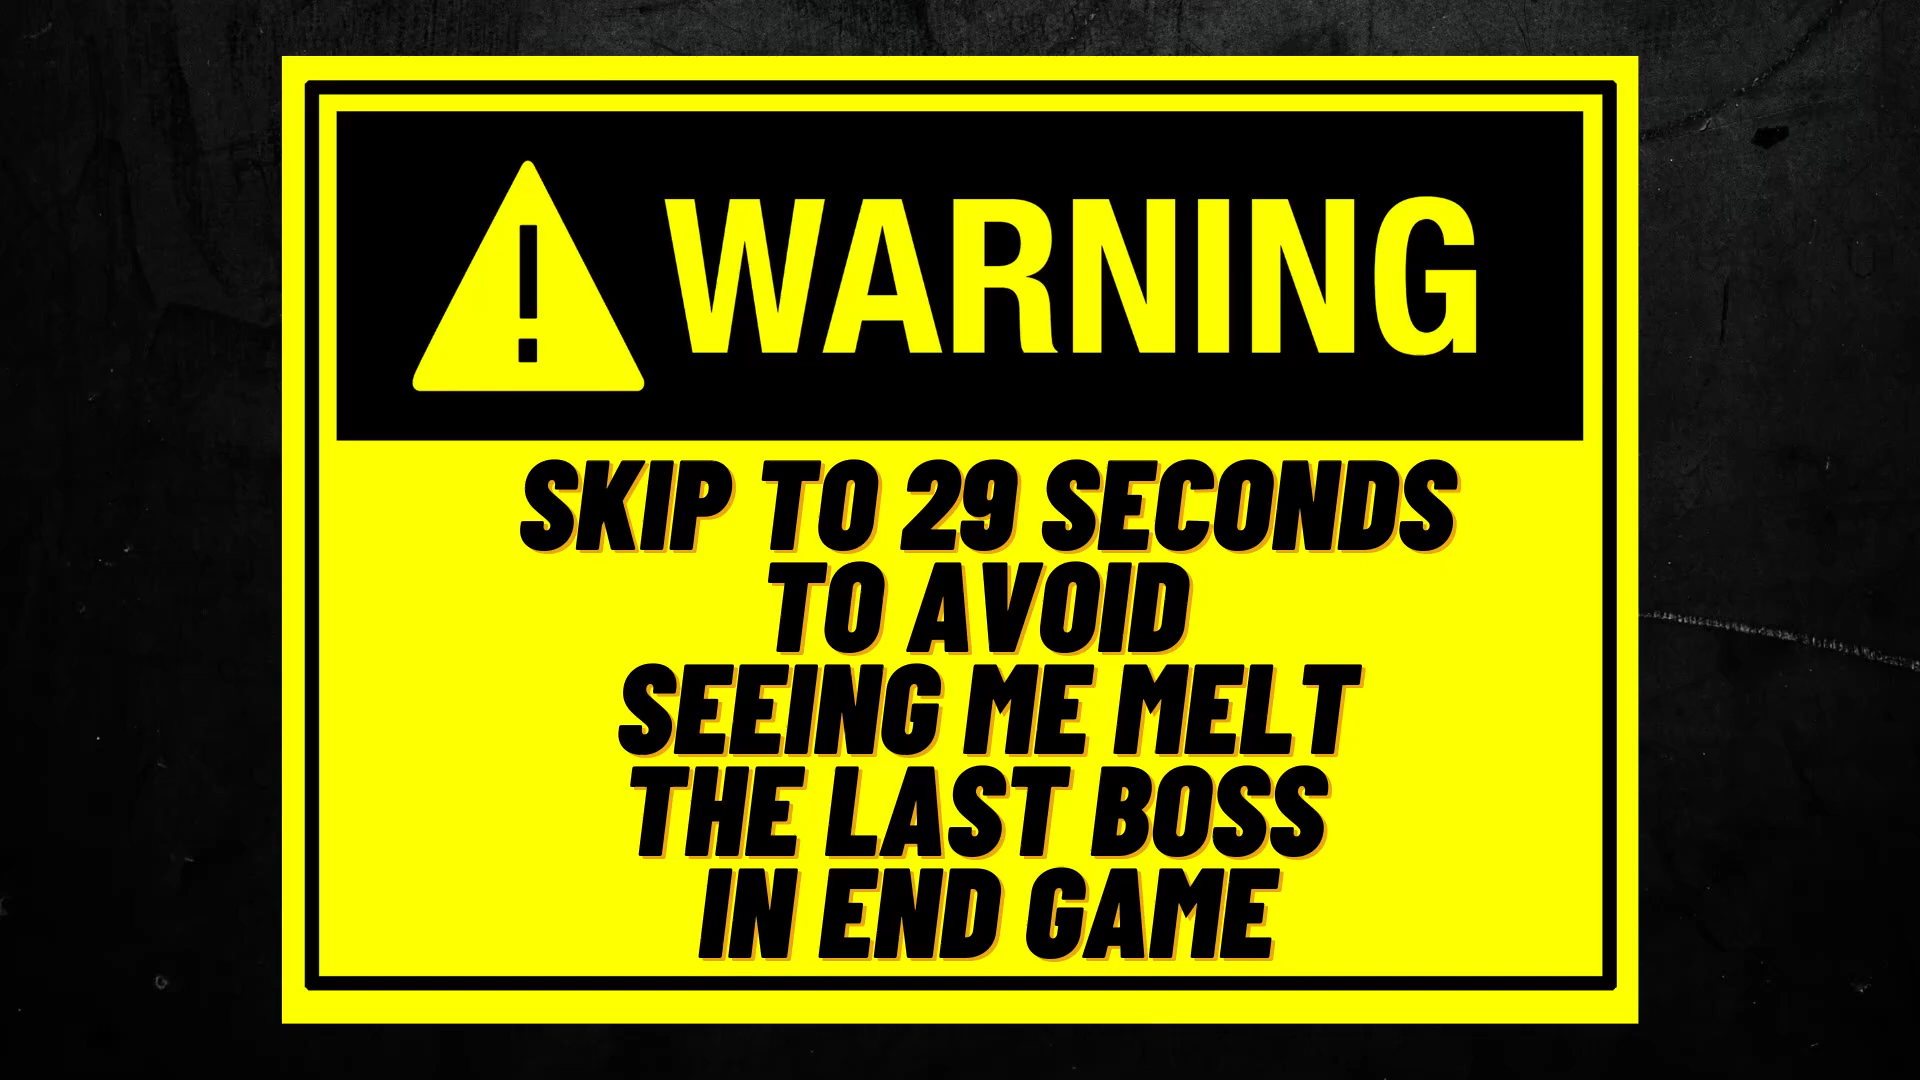 WARNING
SKIP TO 29 SECONDS
TO AVOID
SEEING ME MELT
THE LAST BOSS
IN END GAME